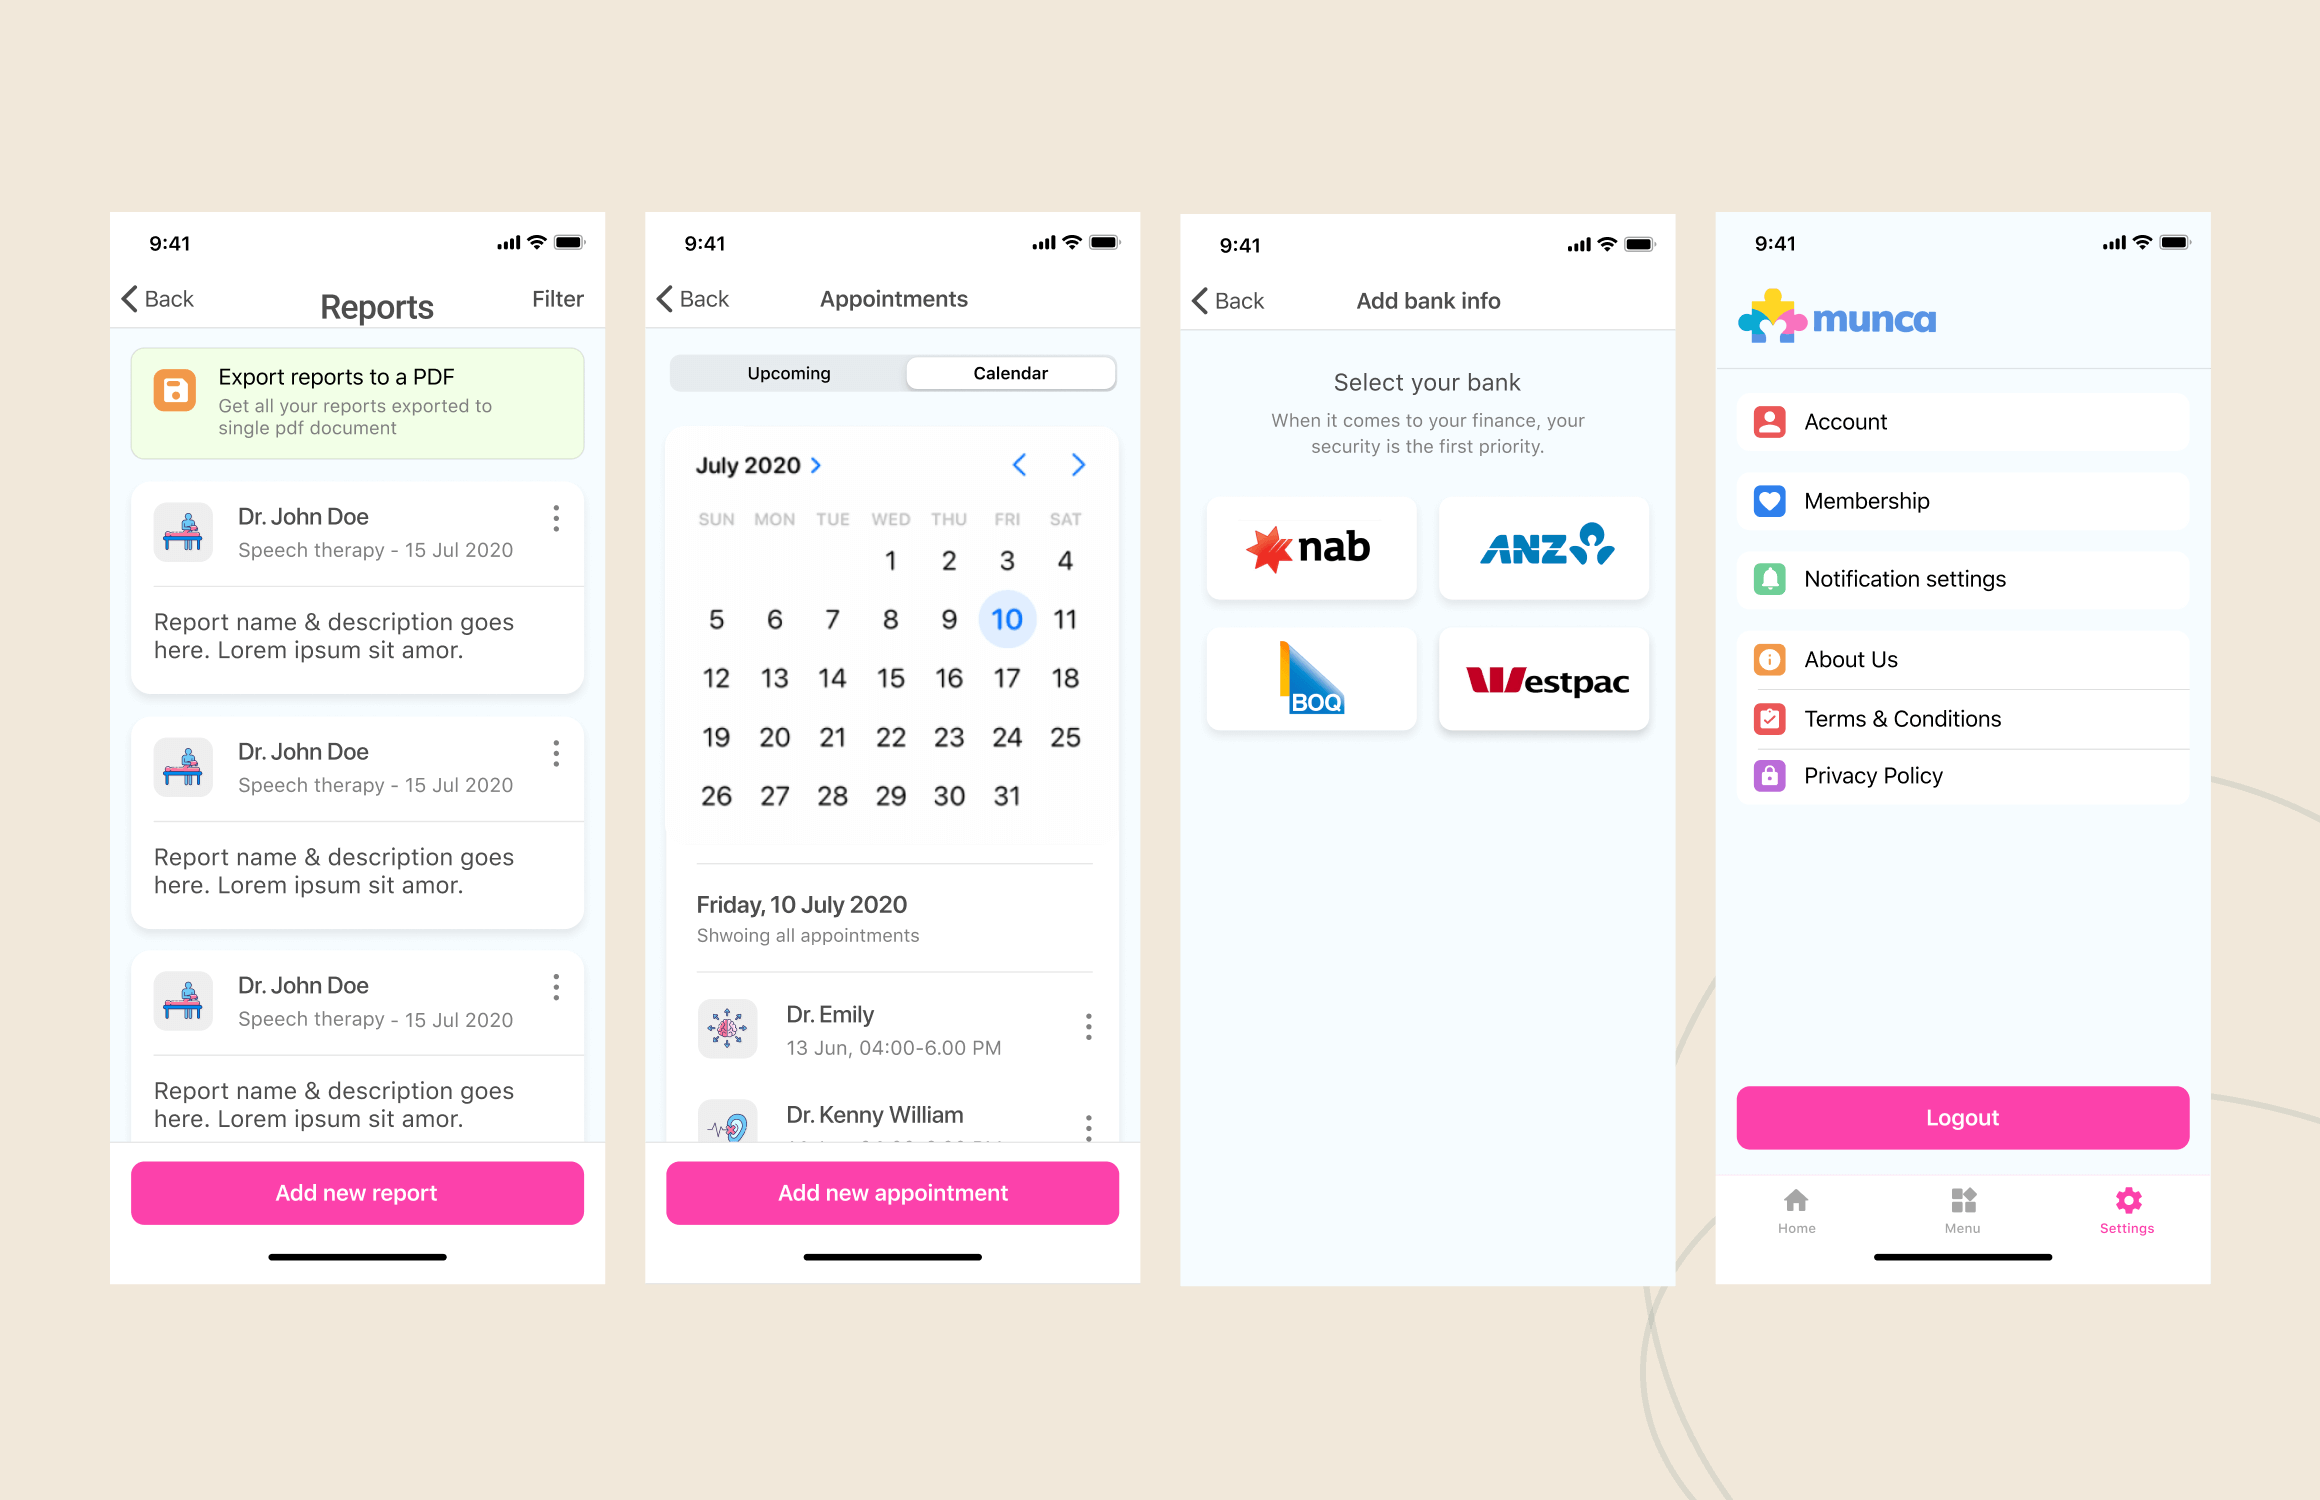 9:41
Back
Reports
Filter
Export reports to a PDF
Get all your reports exported to
single pdf document
Dr. John Doe
Speech therapy - 15 Jul 2020
Report name & description goes
here. Lorem ipsum sit amor.
Dr. John Doe
Speech therapy - 15 Jul 2020
Report name & description goes
here. Lorem ipsum sit amor.
Dr. John Doe
Speech therapy - 15 Jul 2020
Report name & description goes
here. Lorem ipsum sit amor.
Add new report
9:41
Back
Appointments
Upcoming
Calendar
July 2020
SUN MON TUE WED THU FRI SAT
1 2 3 4
5 6 7 8 9 10 11
12 13 14 15 16 17 18
19 20 21 22 23 24 25
26 27 28 29 30 31
Friday, 10 July 2020
Shwoing all appointments
Dr. Emily
13 Jun, 04:00-6.00 PM
Dr. Kenny William
Add new appointment
9:41
Back
Add bank info
Select your bank
When it comes to your finance, your
security is the first priority.
nab
ANZ
BOQ
Westpac
9:41
munca
Account
Membership
Notification settings
About Us
Terms & Conditions
Privacy Policy
Logout
Home
Menu
Settings